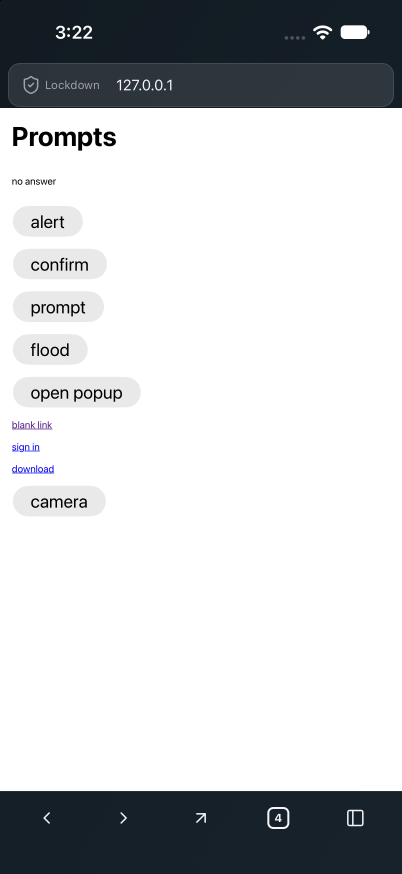 3:22
Lockdown 127.0.0.1
Prompts
no answer
alert
confirm
prompt
flood
open popup
blank link
sign in
download
camera
4